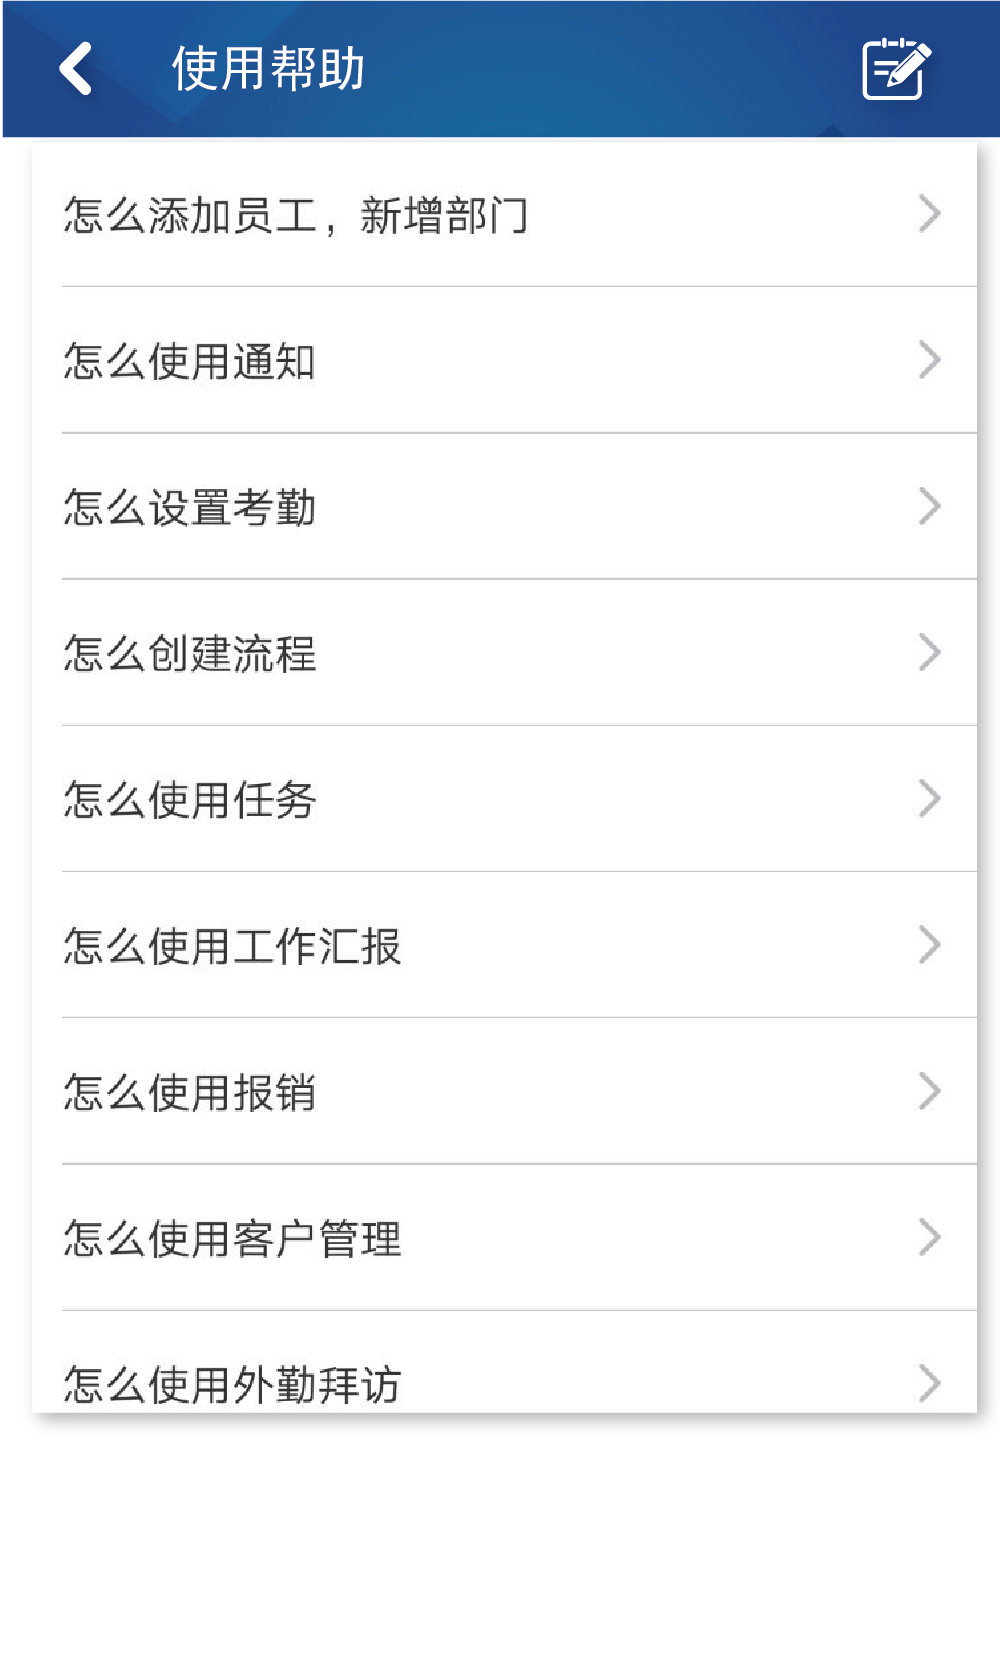 使用帮助
怎么添加员工，新增部门
怎么使用通知
怎么设置考勤
怎么创建流程
怎么使用任务
怎么使用工作汇报
怎么使用报销
怎么使用客户管理
怎么使用外勤拜访